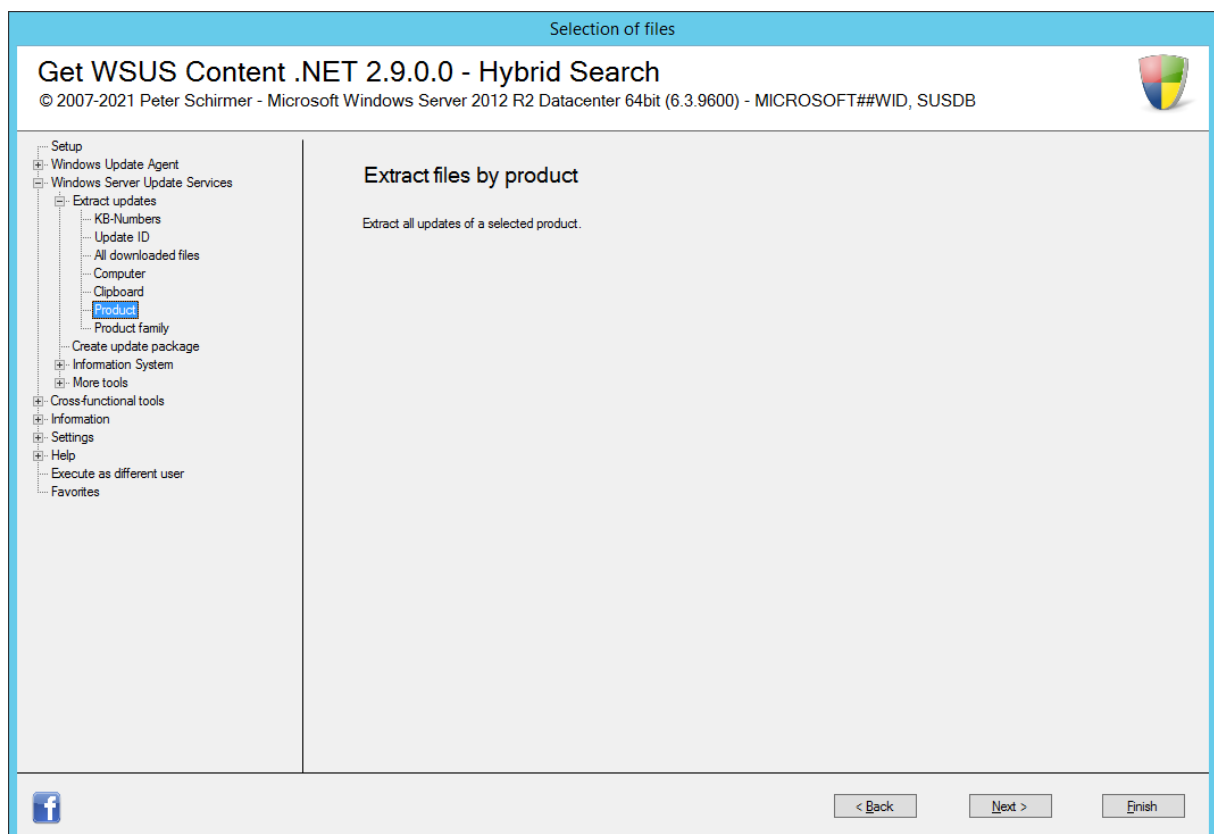 Selection of files
Get WSUS Content .NET 2.9.0.0 - Hybrid Search
© 2007-2021 Peter Schirmer - Microsoft Windows Server 2012 R2 Datacenter 64bit (6.3.9600) - MICROSOFT##WID, SUSDB
Setup
Windows Update Agent
Windows Server Update Services
Extract updates
KB-Numbers
Update ID
All downloaded files
Computer
Clipboard
Product
Product family
Create update package
Information System
More tools
Cross-functional tools
Information
Settings
Help
Execute as different user
Favorites
Extract files by product
Extract all updates of a selected product.
f
< Back
Next >
Finish